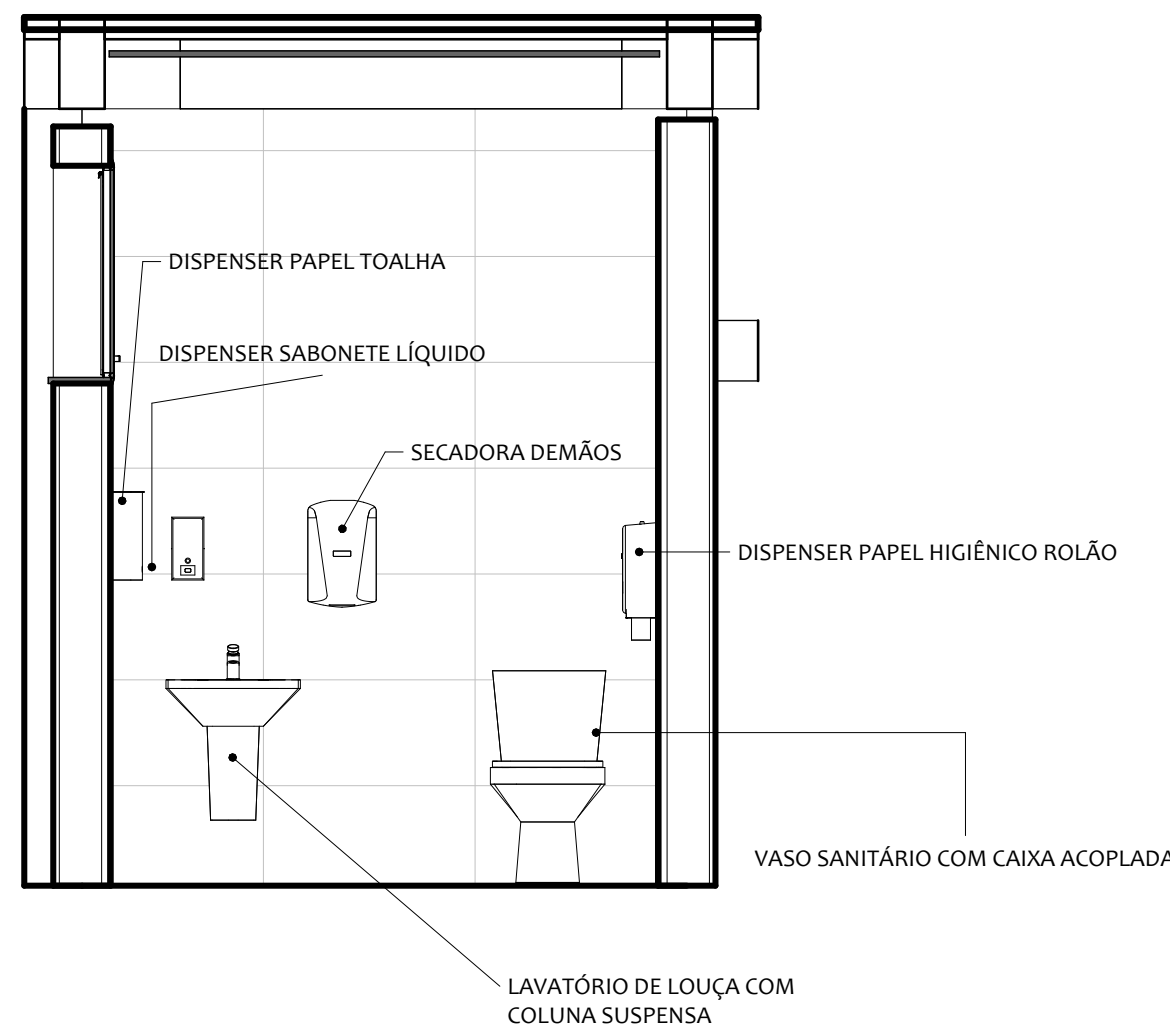 DISPENSER PAPEL TOALHA
DISPENSER SABONETE LÍQUIDO
SECADORA DEMÃOS
DISPENSER PAPEL HIGIÊNICO ROLÃO
VASO SANITÁRIO COM CAIXA ACOPLADA
LAVATÓRIO DE LOUÇA COM
COLUNA SUSPENSA